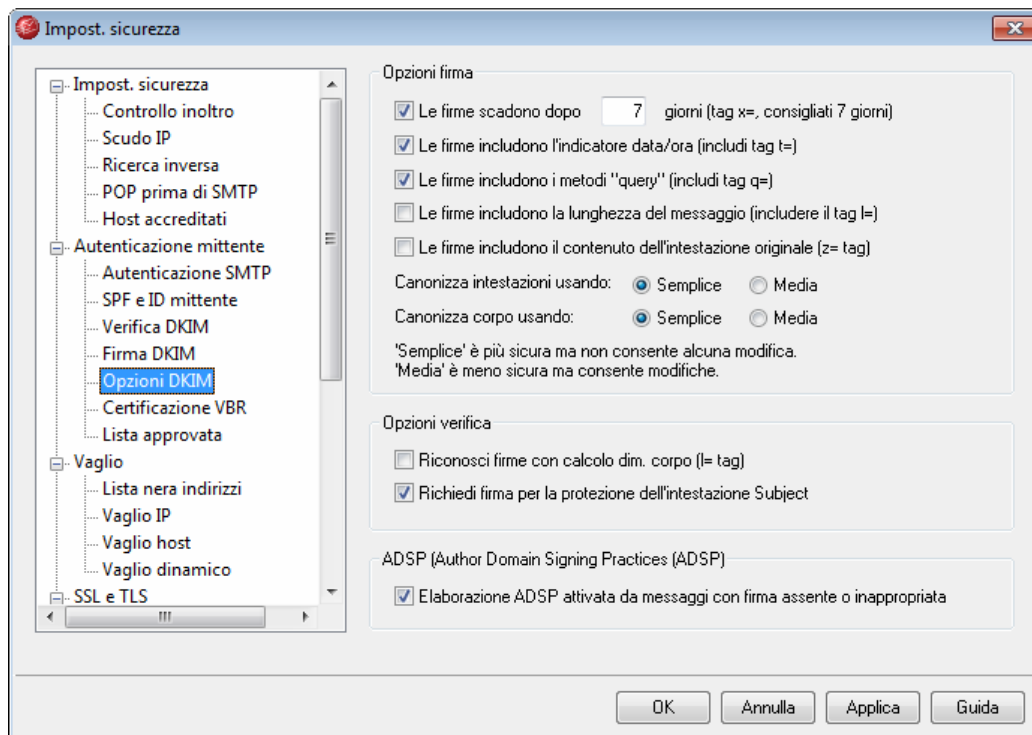 Impost. sicurezza
Impost. sicurezza
Controllo inoltro
Scudo IP
Ricerca inversa
POP prima di SMTP
Host accreditati
Autenticazione mittente
Autenticazione SMTP
SPF e ID mittente
Verifica DKIM
Firma DKIM
Opzioni DKIM
Certificazione VBR
Lista approvata
Vaglio
Lista nera indirizzi
Vaglio IP
Vaglio host
Vaglio dinamico
SSL e TLS
Opzioni firma
Le firme scadono dopo 7 giorni (tag x=, consigliati 7 giorni)
Le firme includono l'indicatore data/ora (includi tag t=)
Le firme includono i metodi "query" (includi tag q=)
Le firme includono la lunghezza del messaggio (includere il tag l=)
Le firme includono il contenuto dell'intestazione originale (z= tag)
Canonizza intestazioni usando: Semplice Media
Canonizza corpo usando: Semplice Media
'Semplice' è più sicura ma non consente alcuna modifica.
'Media' è meno sicura ma consente modifiche.
Opzioni verifica
Riconosci firme con calcolo dim. corpo (l= tag)
Richiedi firma per la protezione dell'intestazione Subject
ADSP (Author Domain Signing Practices (ADSP)
Elaborazione ADSP attivata da messaggi con firma assente o inappropriata
OK Annulla Applica Guida